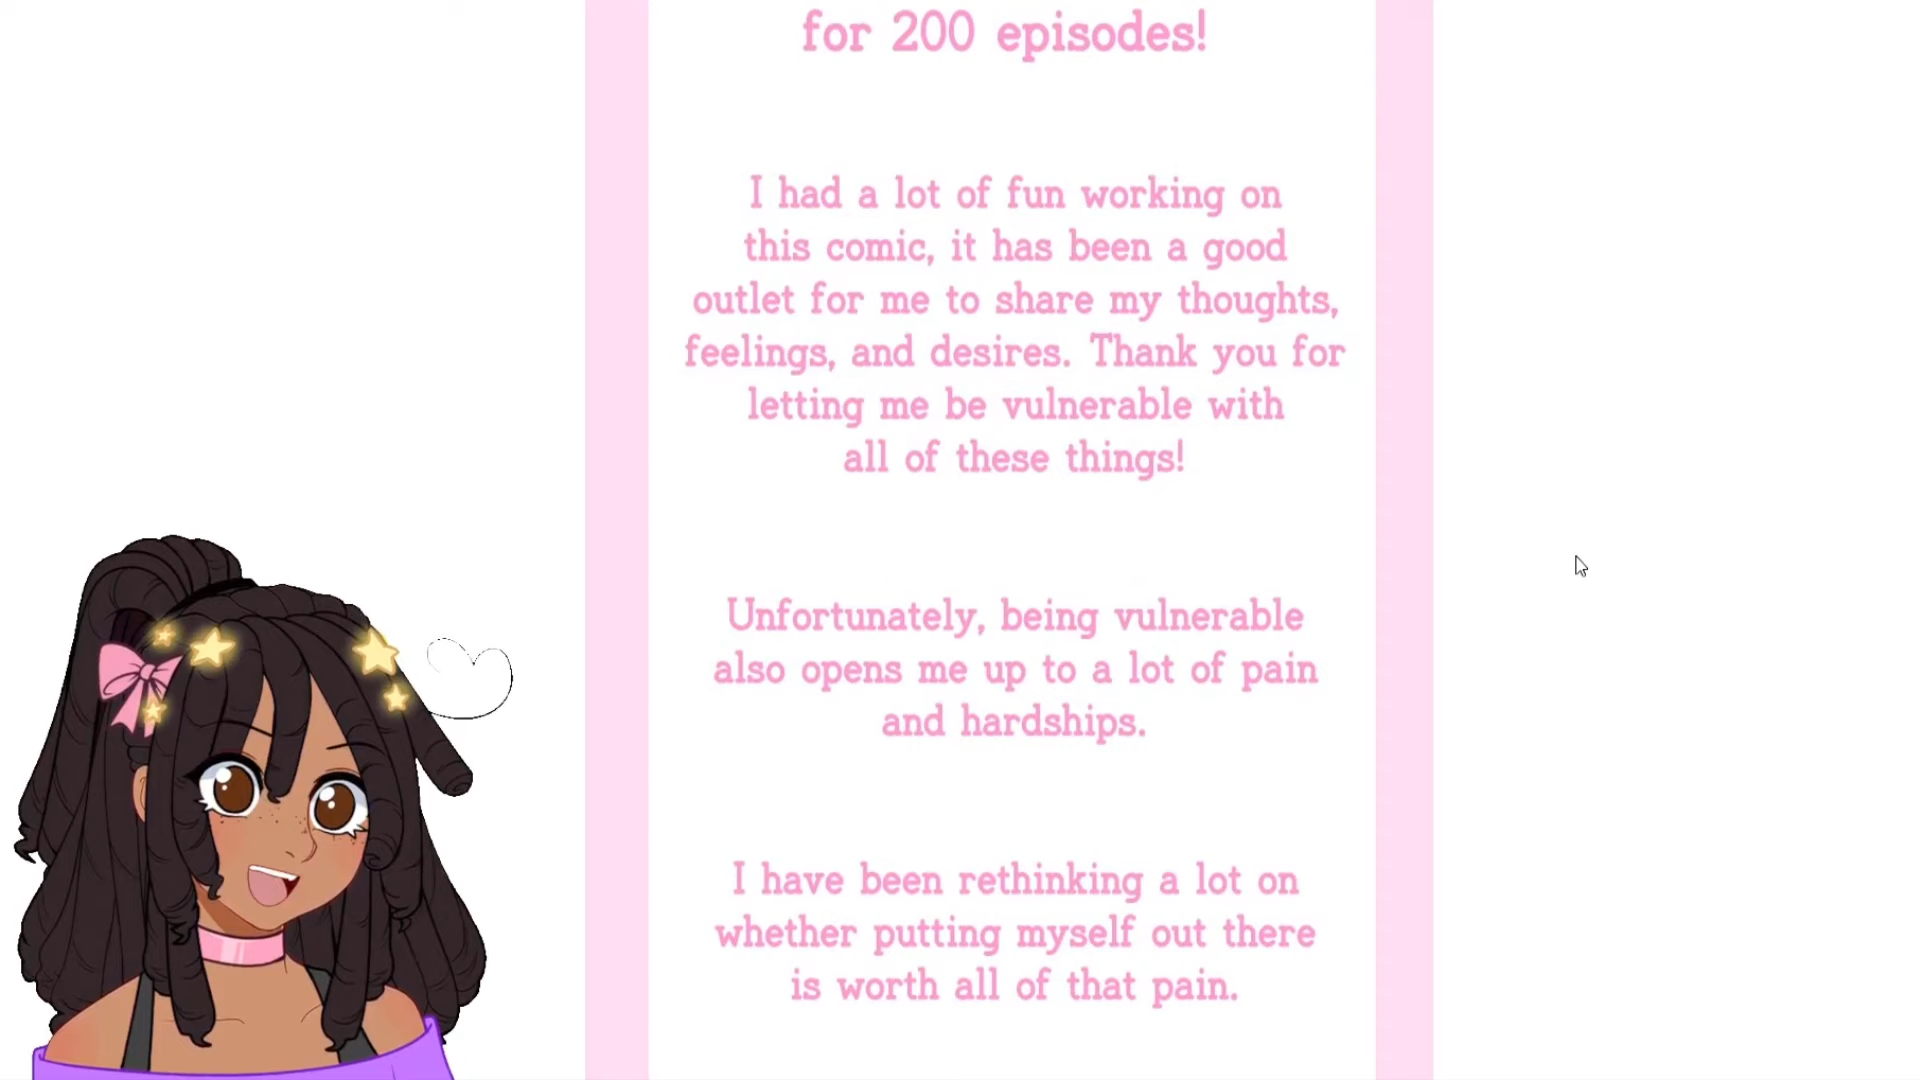 for 200 episodes!
I had a lot of fun working on
this comic, it has been a good
outlet for me to share my thoughts,
feelings, and desires. Thank you for
letting me be vulnerable with
all of these things!
Unfortunately, being vulnerable
also opens me up to a lot of pain
and hardships.
I have been rethinking a lot on
whether putting myself out there
is worth all of that pain.